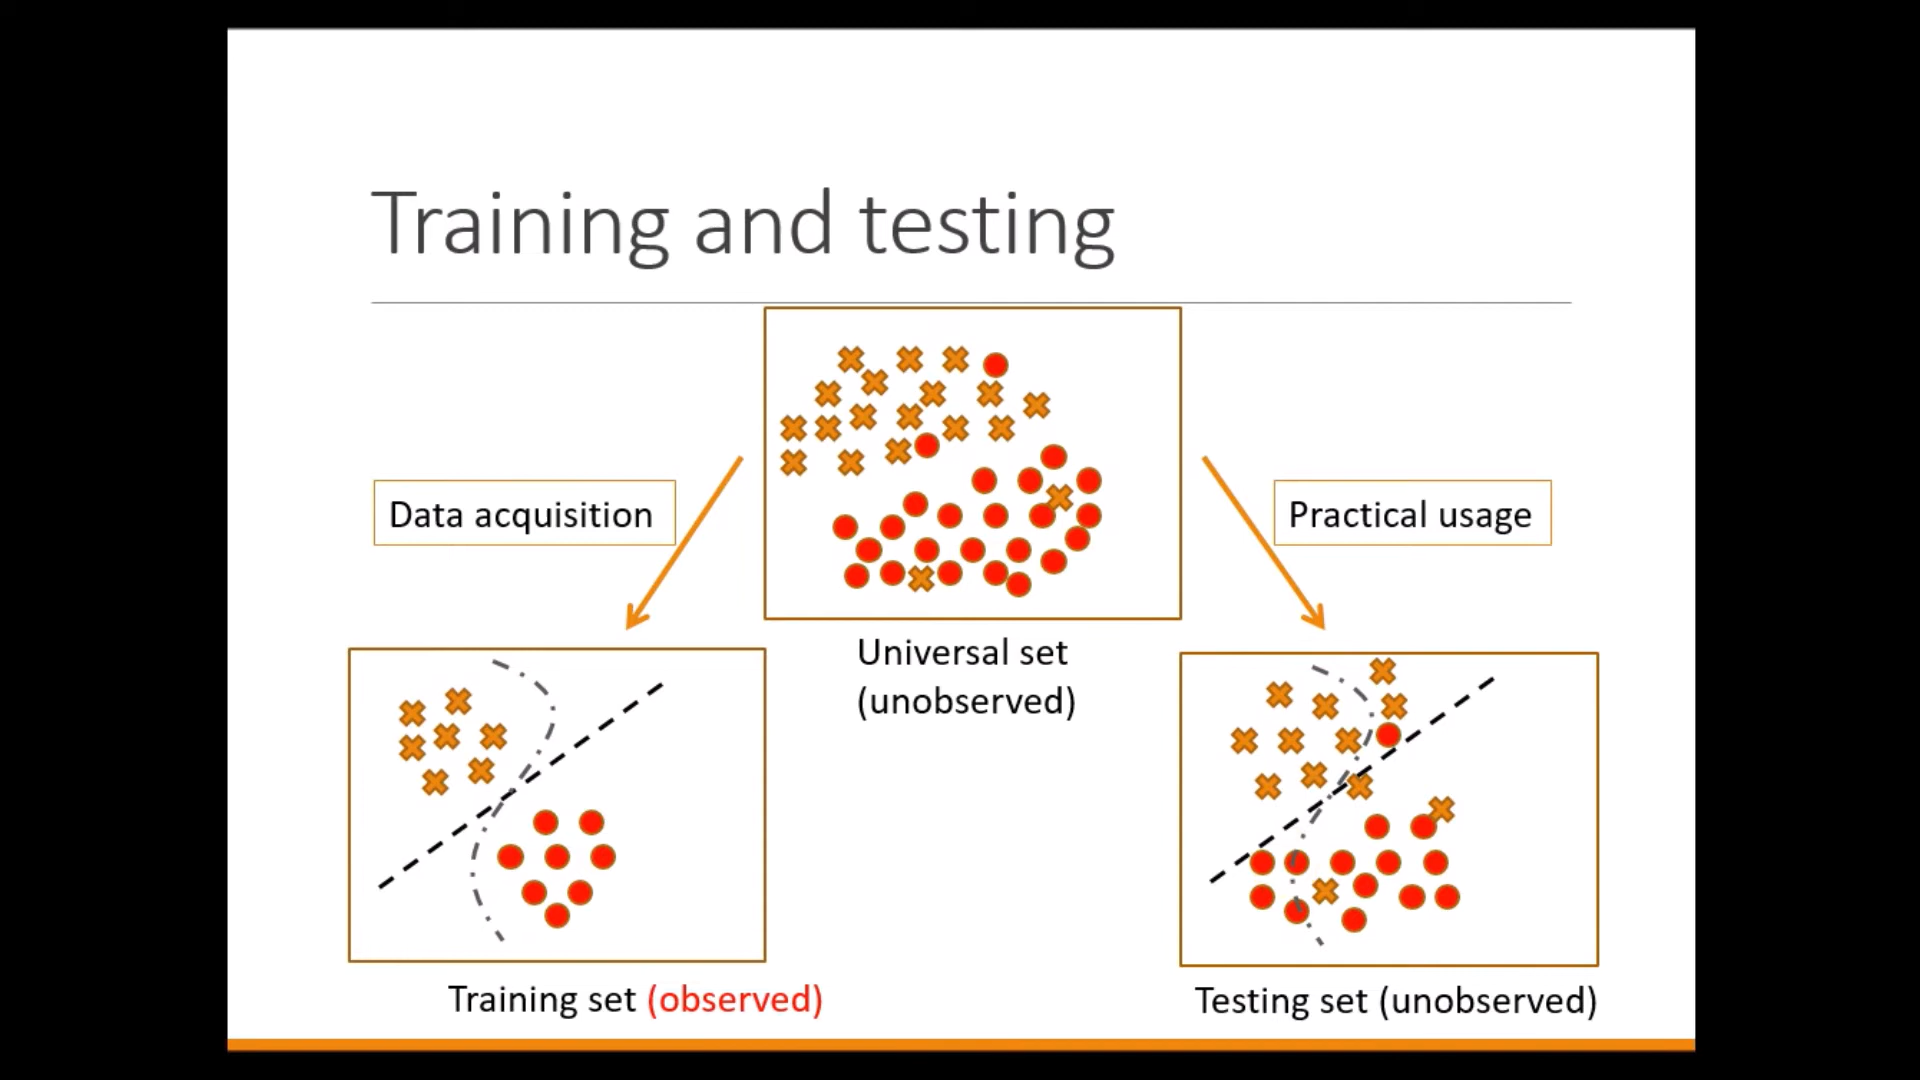 Training and testing
Data acquisition
Practical usage
Universal set
(unobserved)
Training set (observed)
Testing set (unobserved)